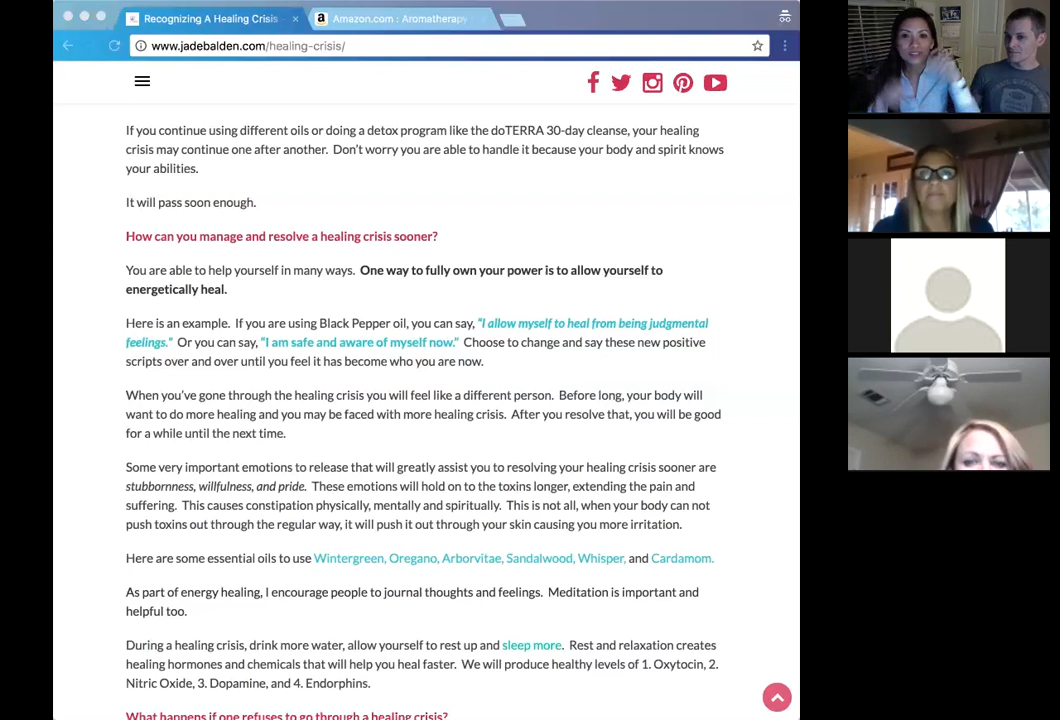 Recognizing A Healing Crisis
Amazon.com : Aromatherapy
www.jadebalden.com/healing-crisis/
If you continue using different oils or doing a detox program like the doTERRA 30-day cleanse, your healing
crisis may continue one after another. Don't worry you are able to handle it because your body and spirit knows
your abilities.
It will pass soon enough.
How can you manage and resolve a healing crisis sooner?
You are able to help yourself in many ways. One way to fully own your power is to allow yourself to
energetically heal.
Here is an example. If you are using Black Pepper oil, you can say, "I allow myself to heal from being judgmental
feelings." Or you can say, "I am safe and aware of myself now." Choose to change and say these new positive
scripts over and over until you feel it has become who you are now.
When you've gone through the healing crisis you will feel like a different person. Before long, your body will
want to do more healing and you may be faced with more healing crisis. After you resolve that, you will be good
for a while until the next time.
Some very important emotions to release that will greatly assist you to resolving your healing crisis sooner are
stubbornness, willfulness, and pride. These emotions will hold on to the toxins longer, extending the pain and
suffering. This causes constipation physically, mentally and spiritually. This is not all, when your body can not
push toxins out through the regular way, it will push it out through your skin causing you more irritation.
Here are some essential oils to use Wintergreen, Oregano, Arborvitae, Sandalwood, Whisper, and Cardamom.
As part of energy healing, I encourage people to journal thoughts and feelings. Meditation is important and
helpful too.
During a healing crisis, drink more water, allow yourself to rest up and sleep more. Rest and relaxation creates
healing hormones and chemicals that will help you heal faster. We will produce healthy levels of 1. Oxytocin, 2.
Nitric Oxide, 3. Dopamine, and 4. Endorphins.
What happens if one refuses to go through a healing crisis?